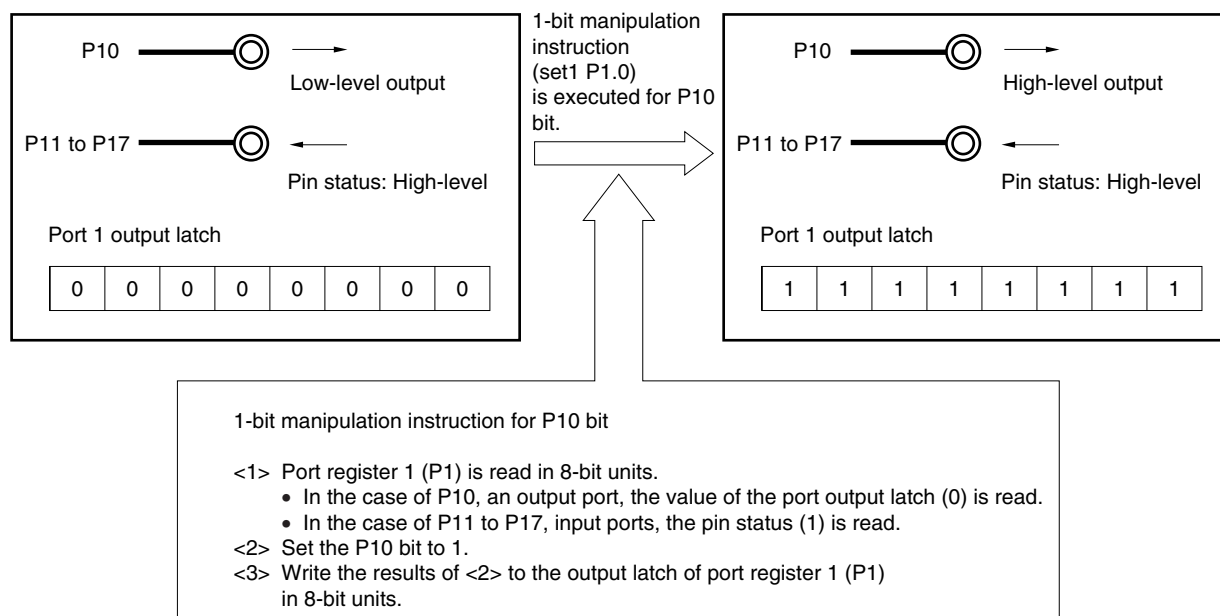 P10
Low-level output
P11 to P17
Pin status: High-level
Port 1 output latch
0 0 0 0 0 0 0 0
1-bit manipulation
instruction
(set1 P1.0)
is executed for P10
bit.
P10
High-level output
P11 to P17
Pin status: High-level
Port 1 output latch
1 1 1 1 1 1 1 1
1-bit manipulation instruction for P10 bit
<1> Port register 1 (P1) is read in 8-bit units.
• In the case of P10, an output port, the value of the port output latch (0) is read.
• In the case of P11 to P17, input ports, the pin status (1) is read.
<2> Set the P10 bit to 1.
<3> Write the results of <2> to the output latch of port register 1 (P1)
in 8-bit units.